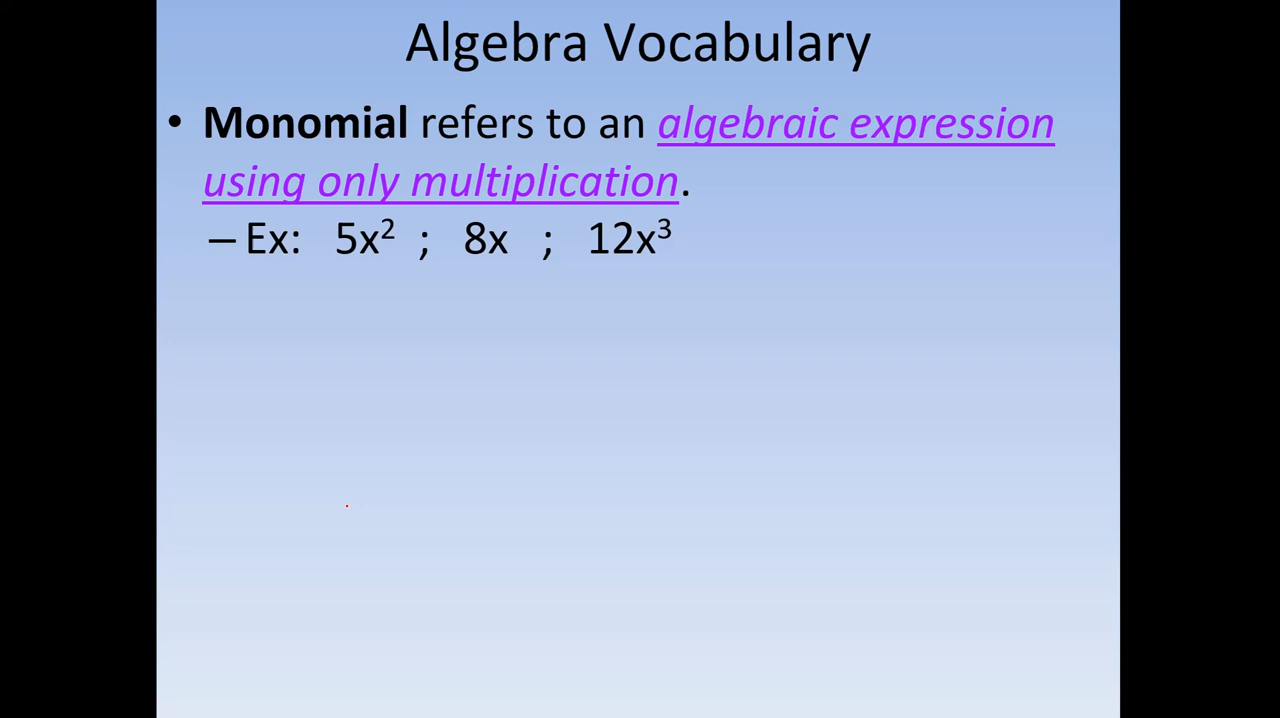 Algebra Vocabulary
• Monomial refers to an algebraic expression
using only multiplication.
– Ex: 5x² ; 8x ; 12x³